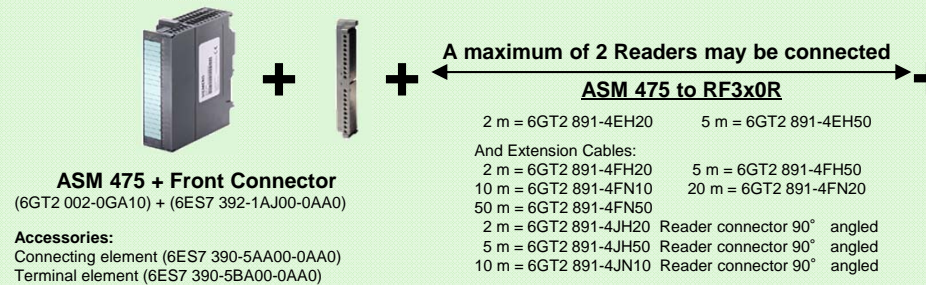 A maximum of 2 Readers may be connected
ASM 475 to RF3x0R
2 m = 6GT2 891-4EH20 5 m = 6GT2 891-4EH50
And Extension Cables:
2 m = 6GT2 891-4FH20 5 m = 6GT2 891-4FH50
10 m = 6GT2 891-4FN10 20 m = 6GT2 891-4FN20
50 m = 6GT2 891-4FN50
2 m = 6GT2 891-4JH20 Reader connector 90° angled
5 m = 6GT2 891-4JH50 Reader connector 90° angled
10 m = 6GT2 891-4JN10 Reader connector 90° angled
ASM 475 + Front Connector
(6GT2 002-0GA10) + (6ES7 392-1AJ00-0AA0)
Accessories:
Connecting element (6ES7 390-5AA00-0AA0)
Terminal element (6ES7 390-5BA00-0AA0)